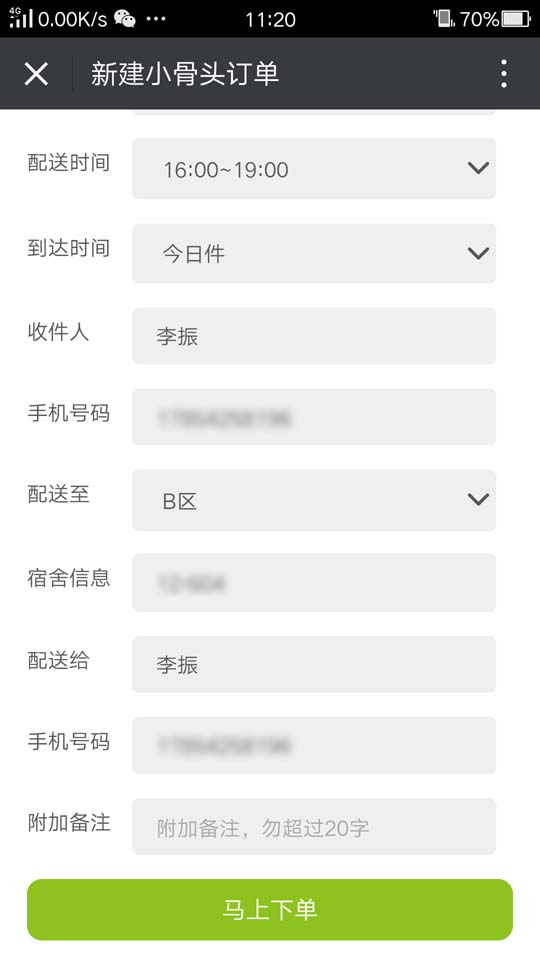 4G 0.00K/s 11:20 70%
新建小骨头订单
配送时间 16:00~19:00
到达时间 今日件
收件人 李振
手机号码
配送至 B区
宿舍信息
配送给 李振
手机号码
附加备注 附加备注，勿超过20字
马上下单